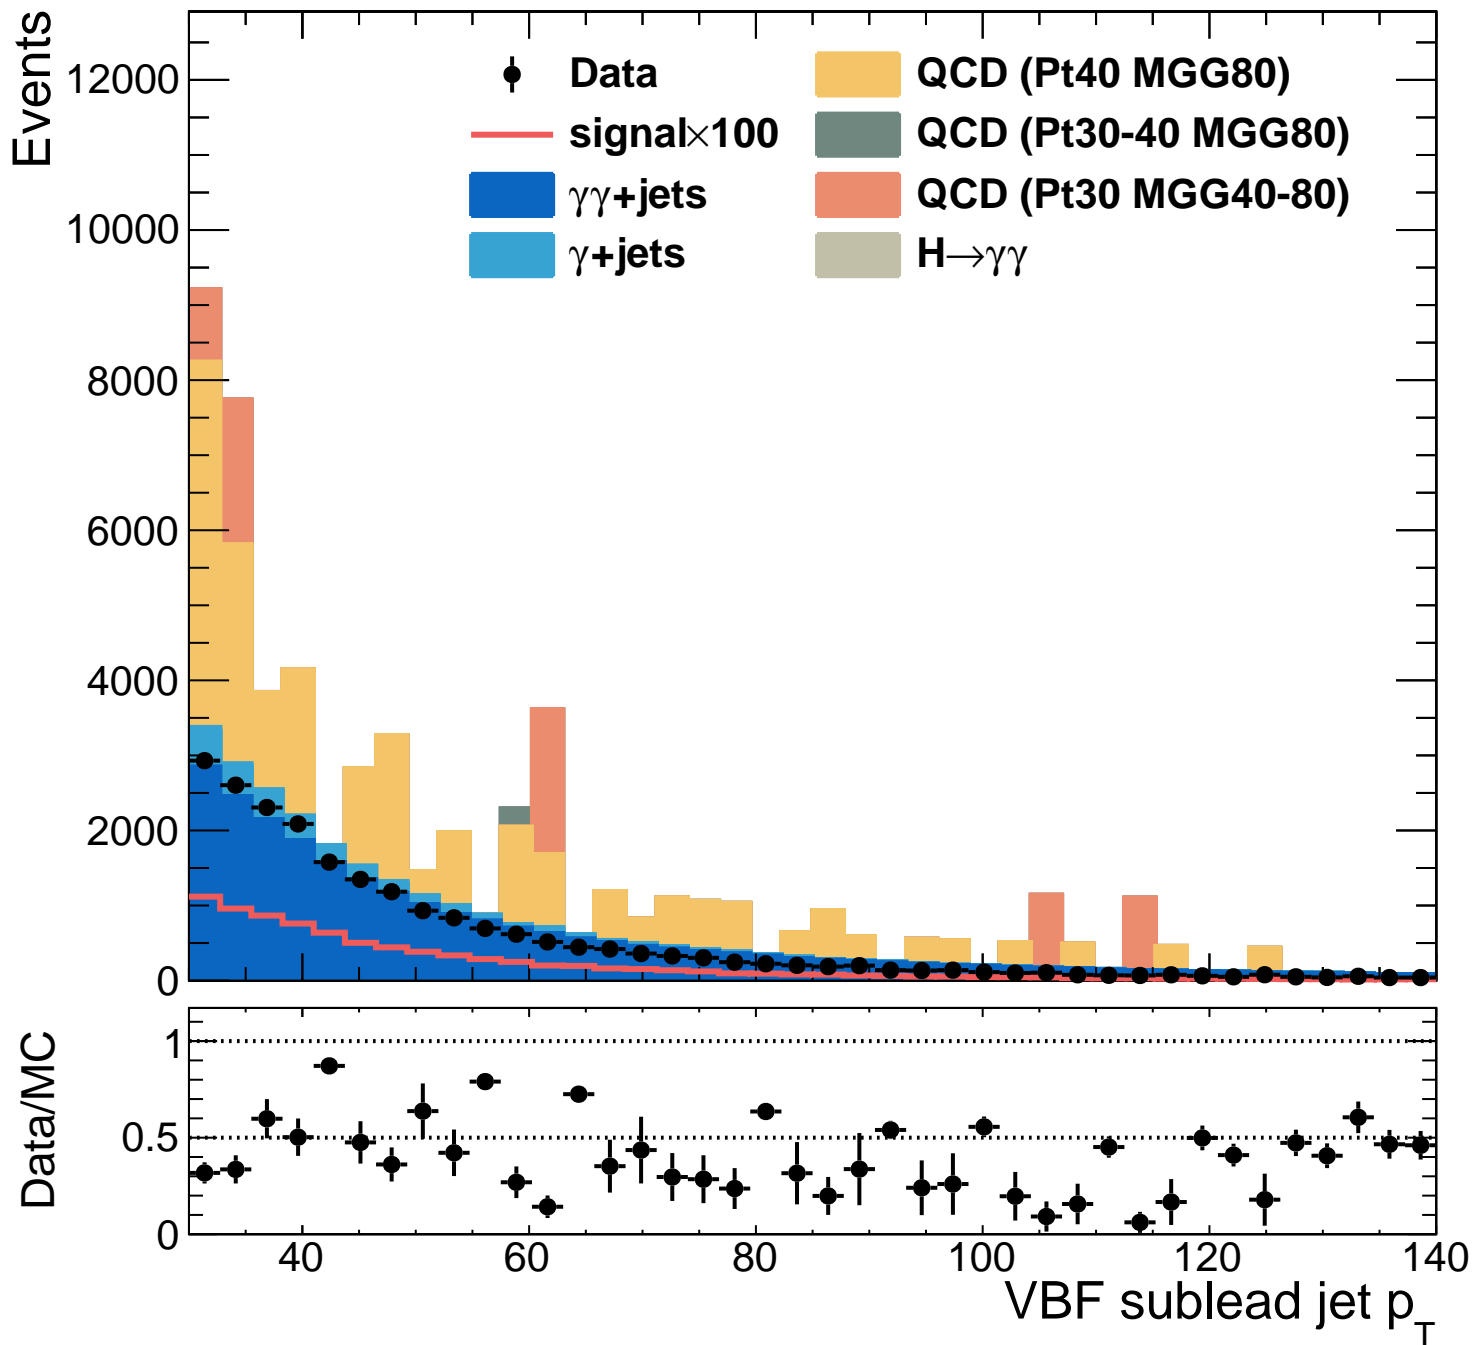 Events
12000
10000
8000
6000
4000
2000
0
Data
signal×100
γγ+jets
γ+jets
QCD (Pt40 MGG80)
QCD (Pt30-40 MGG80)
QCD (Pt30 MGG40-80)
H→γγ
Data/MC
1
0.5
0
40 60 80 100 120 140
VBF sublead jet p_T